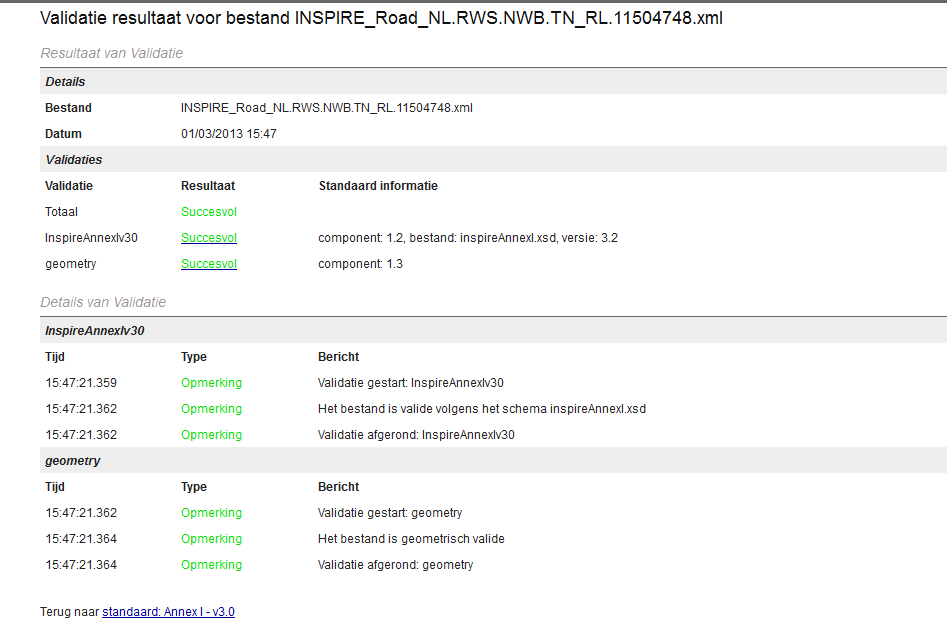 Validatie resultaat voor bestand INSPIRE_Road_NL.RWS.NWB.TN_RL.11504748.xml
Resultaat van Validatie
Details
Bestand INSPIRE_Road_NL.RWS.NWB.TN_RL.11504748.xml
Datum 01/03/2013 15:47
Validaties
Validatie Resultaat Standaard informatie
Totaal Succesvol
InspireAnnexIv30 Succesvol component: 1.2, bestand: inspireAnnexI.xsd, versie: 3.2
geometry Succesvol component: 1.3
Details van Validatie
InspireAnnexIv30
Tijd Type Bericht
15:47:21.359 Opmerking Validatie gestart: InspireAnnexIv30
15:47:21.362 Opmerking Het bestand is valide volgens het schema inspireAnnexI.xsd
15:47:21.362 Opmerking Validatie afgerond: InspireAnnexIv30
geometry
Tijd Type Bericht
15:47:21.362 Opmerking Validatie gestart: geometry
15:47:21.364 Opmerking Het bestand is geometrisch valide
15:47:21.364 Opmerking Validatie afgerond: geometry
Terug naar standaard: Annex I - v3.0